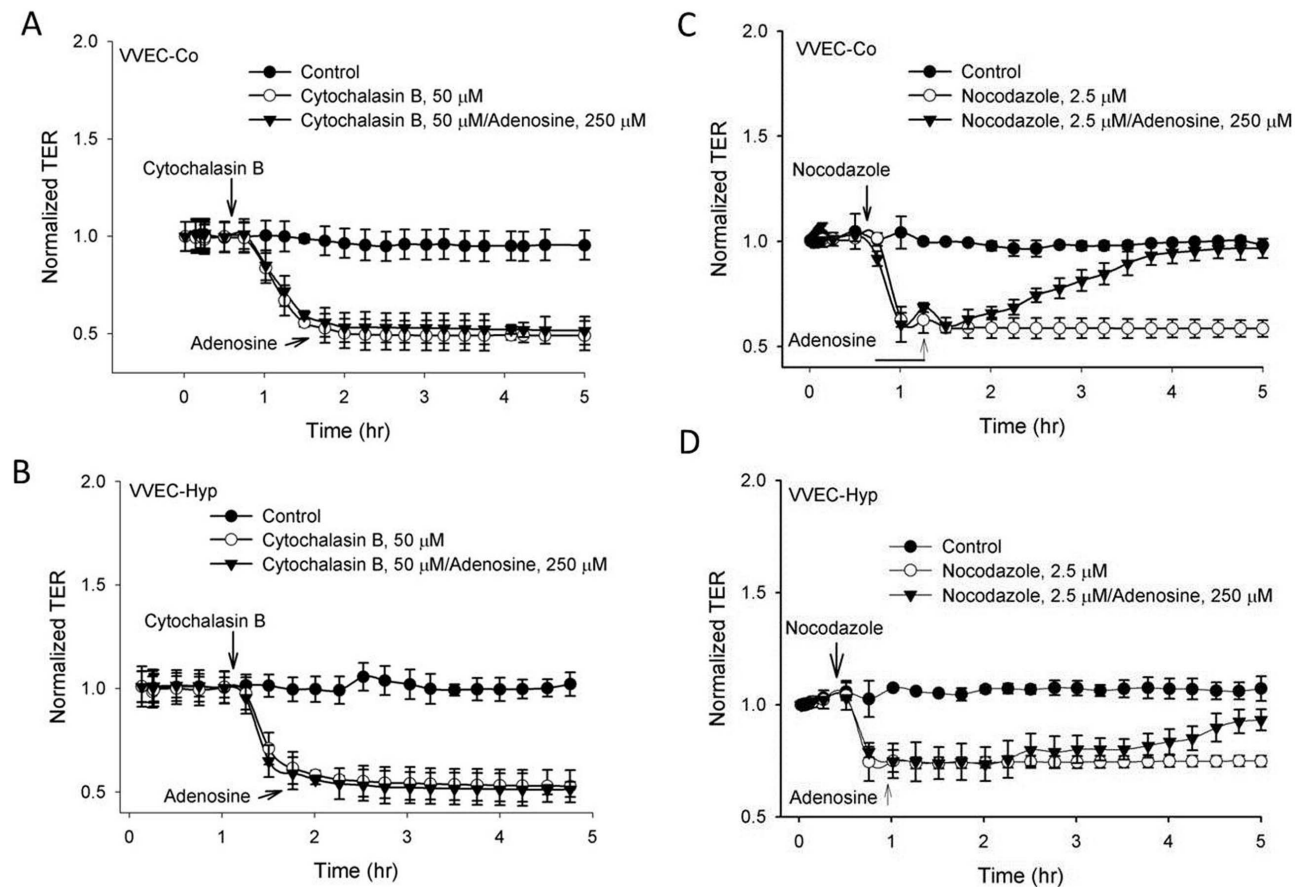 A
VVEC-Co
Control
Cytochalasin B, 50 µM
Cytochalasin B, 50 µM/Adenosine, 250 µM
Cytochalasin B
Adenosine
Normalized TER
2.0
1.5
1.0
0.5
0 1 2 3 4 5
Time (hr)
B
VVEC-Hyp
Control
Cytochalasin B, 50 µM
Cytochalasin B, 50 µM/Adenosine, 250 µM
Cytochalasin B
Adenosine
Normalized TER
2.0
1.5
1.0
0.5
0 1 2 3 4 5
Time (hr)
C
VVEC-Co
Control
Nocodazole, 2.5 µM
Nocodazole, 2.5 µM/Adenosine, 250 µM
Nocodazole
Adenosine
Normalized TER
2.0
1.5
1.0
0.5
0 1 2 3 4 5
Time (hr)
D
VVEC-Hyp
Control
Nocodazole, 2.5 µM
Nocodazole, 2.5 µM/Adenosine, 250 µM
Nocodazole
Adenosine
Normalized TER
2.0
1.5
1.0
0.5
0 1 2 3 4 5
Time (hr)